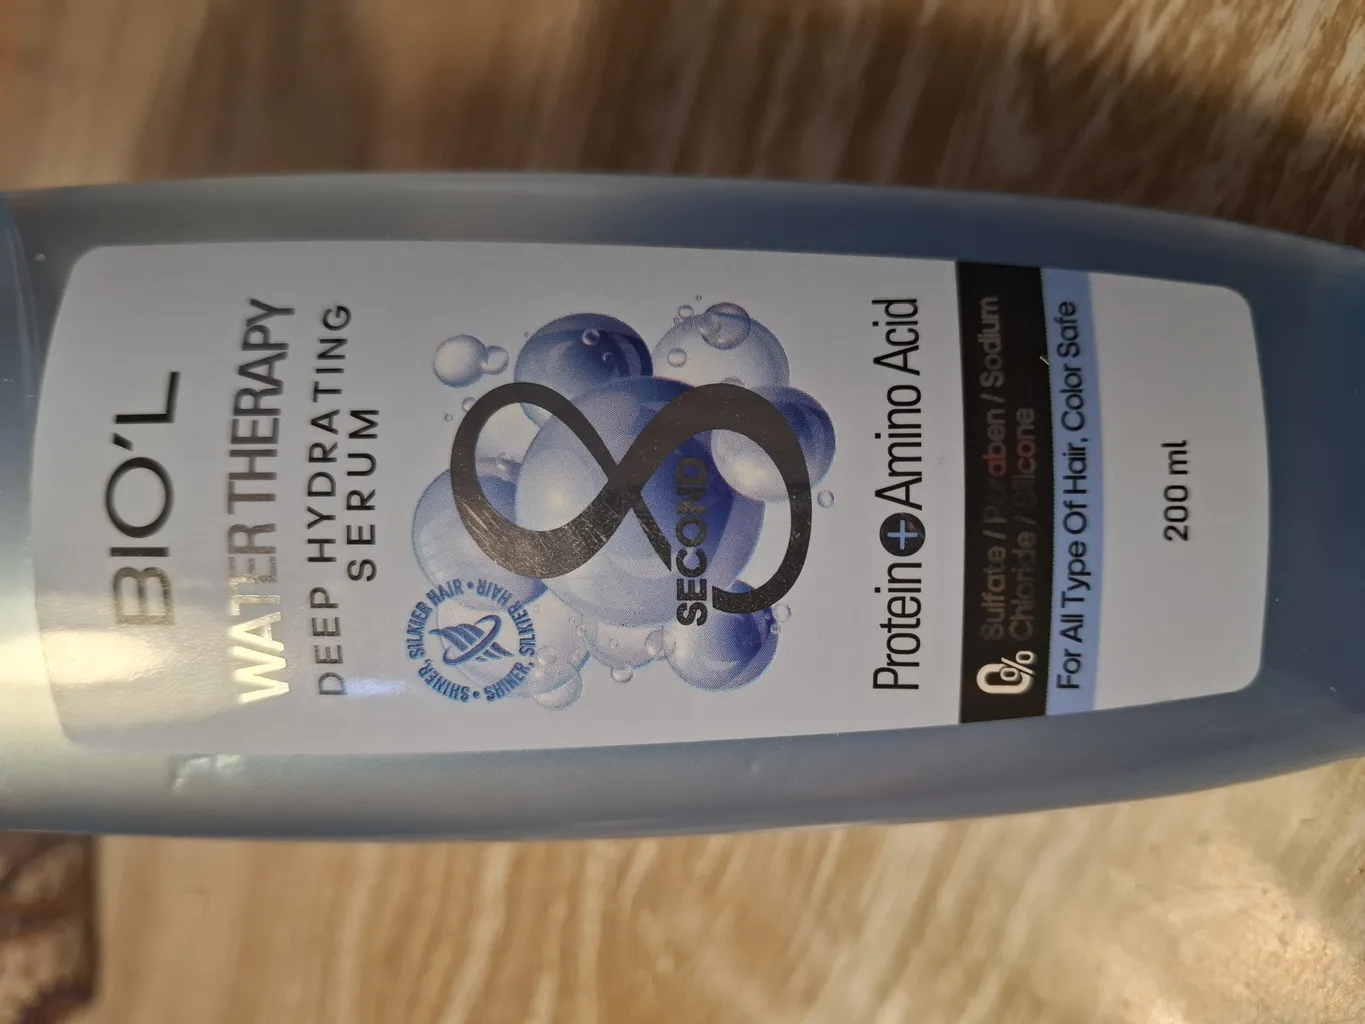 BIO'L
WATER THERAPY
DEEP HYDRATING
SERUM
SHINER, SILKIER HAIR • SHINER, SILKIER HAIR •
8
SECOND
Protein + Amino Acid
0% Sulfate / Paraben / Sodium
Chloride / Silicone
For All Type Of Hair, Color Safe
200 ml